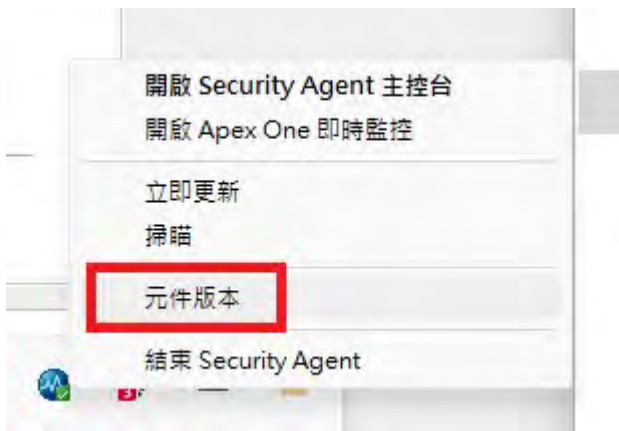 開啟 Security Agent 主控台
開啟 Apex One 即時監控
立即更新
掃瞄
元件版本
結束 Security Agent
3